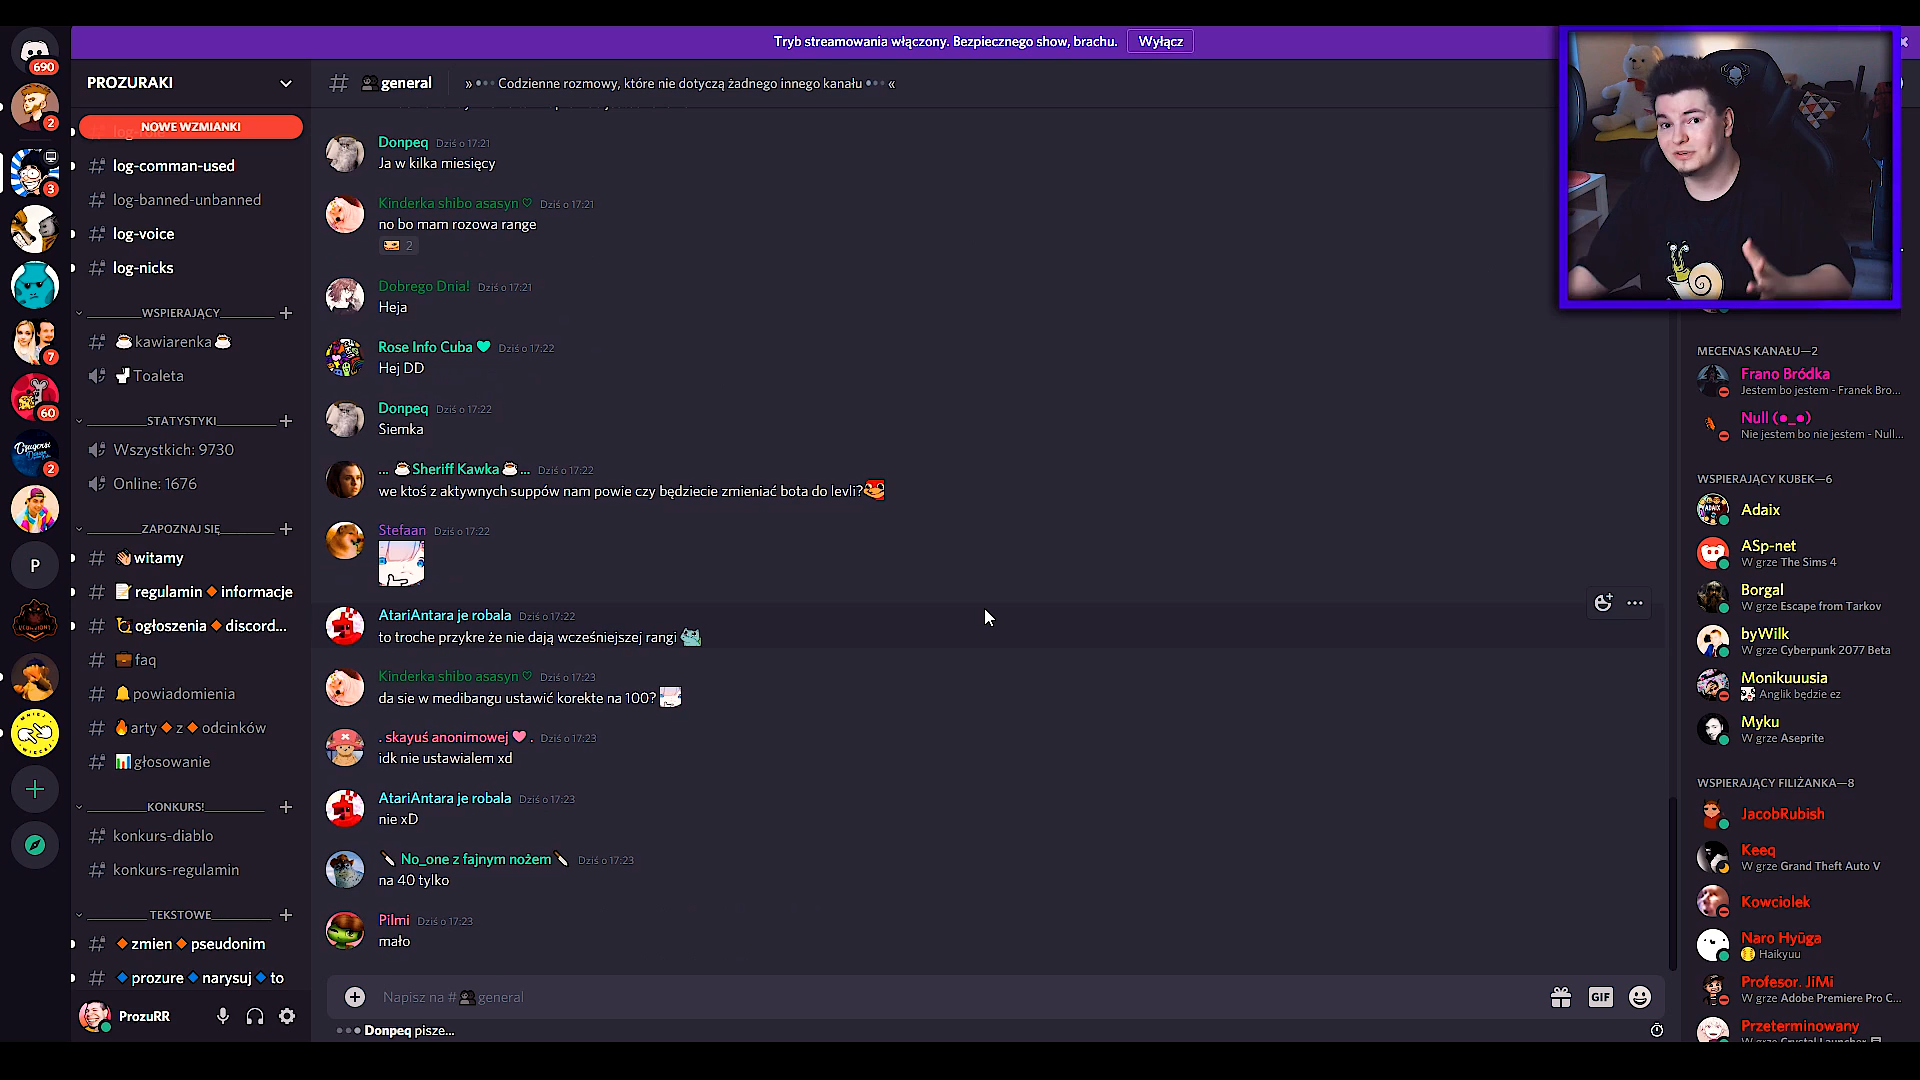 Tryb streamowania włączony. Bezpiecznego show, brachu. Wyłącz
690
2
3
7
60
2
P
PROZURAKI
NOWE WZMIANKI
log-comman-used
log-banned-unbanned
log-voice
log-nicks
WSPIERAJĄCY
kawiarenka
Toaleta
STATYSTYKI
Wszystkich: 9730
Online: 1676
ZAPOZNAJ SIĘ
witamy
regulamin informacje
ogłoszenia discord...
faq
powiadomienia
arty z odcinków
głosowanie
KONKURS!
konkurs-diablo
konkurs-regulamin
TEKSTOWE
zmien pseudonim
prozure narysuj to
ProzuRR
general
» Codzienne rozmowy, które nie dotyczą żadnego innego kanału «
Donpeq Dziś o 17:21
Ja w kilka miesięcy
Kinderka shibo asasyn ♡ Dziś o 17:21
no bo mam rozowa range
2
Dobrego Dnia! Dziś o 17:21
Heja
Rose Info Cuba Dziś o 17:22
Hej DD
Donpeq Dziś o 17:22
Siemka
... Sheriff Kawka ... Dziś o 17:22
we ktoś z aktywnych suppów nam powie czy będziecie zmieniać bota do levli?
Stefaan Dziś o 17:22
AtariAntara je robala Dziś o 17:22
to troche przykre że nie dają wcześniejszej rangi
Kinderka shibo asasyn ♡ Dziś o 17:23
da sie w medibangu ustawić korekte na 100?
. skayuś anonimowej . Dziś o 17:23
idk nie ustawialem xd
AtariAntara je robala Dziś o 17:23
nie xD
No_one z fajnym nożem Dziś o 17:23
na 40 tylko
Pilmi Dziś o 17:23
mało
Napisz na # general
GIF
Donpeq pisze...
MECENAS KANAŁU—2
Frano Bródka
Jestem bo jestem - Franek Bro...
Null (●_●)
Nie jestem bo nie jestem - Null...
WSPIERAJĄCY KUBEK—6
Adaix
ASp-net
W grze The Sims 4
Borgal
W grze Escape from Tarkov
byWilk
W grze Cyberpunk 2077 Beta
Monikuuusia
Anglik będzie ez
Myku
W grze Aseprite
WSPIERAJĄCY FILIŻANKA—8
JacobRubish
Keeq
W grze Grand Theft Auto V
Kowciolek
Naro Hyūga
Haikyuu
Profesor. JiMi
W grze Adobe Premiere Pro C...
Przeterminowany